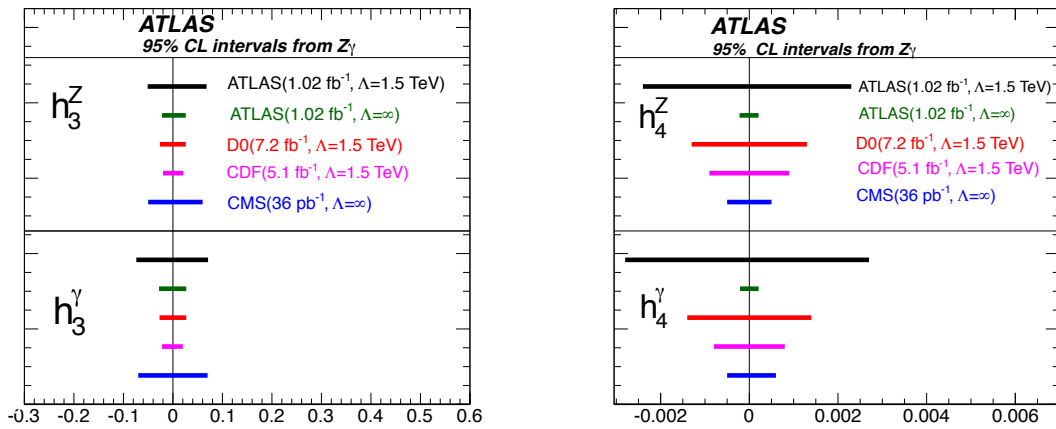 ATLAS
95% CL intervals from Zγ
h₃ᶻ
ATLAS(1.02 fb⁻¹, Λ=1.5 TeV)
ATLAS(1.02 fb⁻¹, Λ=∞)
D0(7.2 fb⁻¹, Λ=1.5 TeV)
CDF(5.1 fb⁻¹, Λ=1.5 TeV)
CMS(36 pb⁻¹, Λ=∞)
h₃ᵞ
-0.3 -0.2 -0.1 0 0.1 0.2 0.3 0.4 0.5 0.6
ATLAS
95% CL intervals from Zγ
h₄ᶻ
ATLAS(1.02 fb⁻¹, Λ=1.5 TeV)
ATLAS(1.02 fb⁻¹, Λ=∞)
D0(7.2 fb⁻¹, Λ=1.5 TeV)
CDF(5.1 fb⁻¹, Λ=1.5 TeV)
CMS(36 pb⁻¹, Λ=∞)
h₄ᵞ
-0.002 0 0.002 0.004 0.006